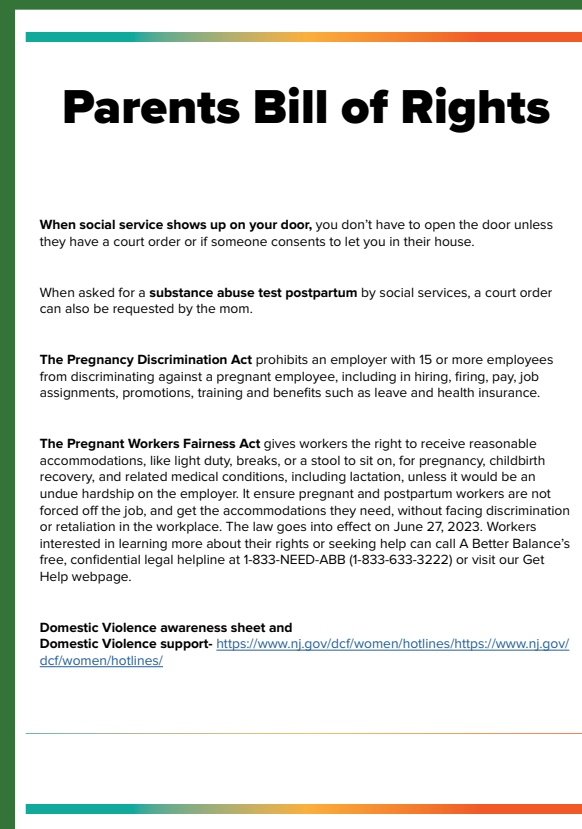 Parents Bill of Rights
When social service shows up on your door, you don’t have to open the door unless
they have a court order or if someone consents to let you in their house.
When asked for a substance abuse test postpartum by social services, a court order
can also be requested by the mom.
The Pregnancy Discrimination Act prohibits an employer with 15 or more employees
from discriminating against a pregnant employee, including in hiring, firing, pay, job
assignments, promotions, training and benefits such as leave and health insurance.
The Pregnant Workers Fairness Act gives workers the right to receive reasonable
accommodations, like light duty, breaks, or a stool to sit on, for pregnancy, childbirth
recovery, and related medical conditions, including lactation, unless it would be an
undue hardship on the employer. It ensure pregnant and postpartum workers are not
forced off the job, and get the accommodations they need, without facing discrimination
or retaliation in the workplace. The law goes into effect on June 27, 2023. Workers
interested in learning more about their rights or seeking help can call A Better Balance’s
free, confidential legal helpline at 1-833-NEED-ABB (1-833-633-3222) or visit our Get
Help webpage.
Domestic Violence awareness sheet and
Domestic Violence support- https://www.nj.gov/dcf/women/hotlines/https://www.nj.gov/
dcf/women/hotlines/